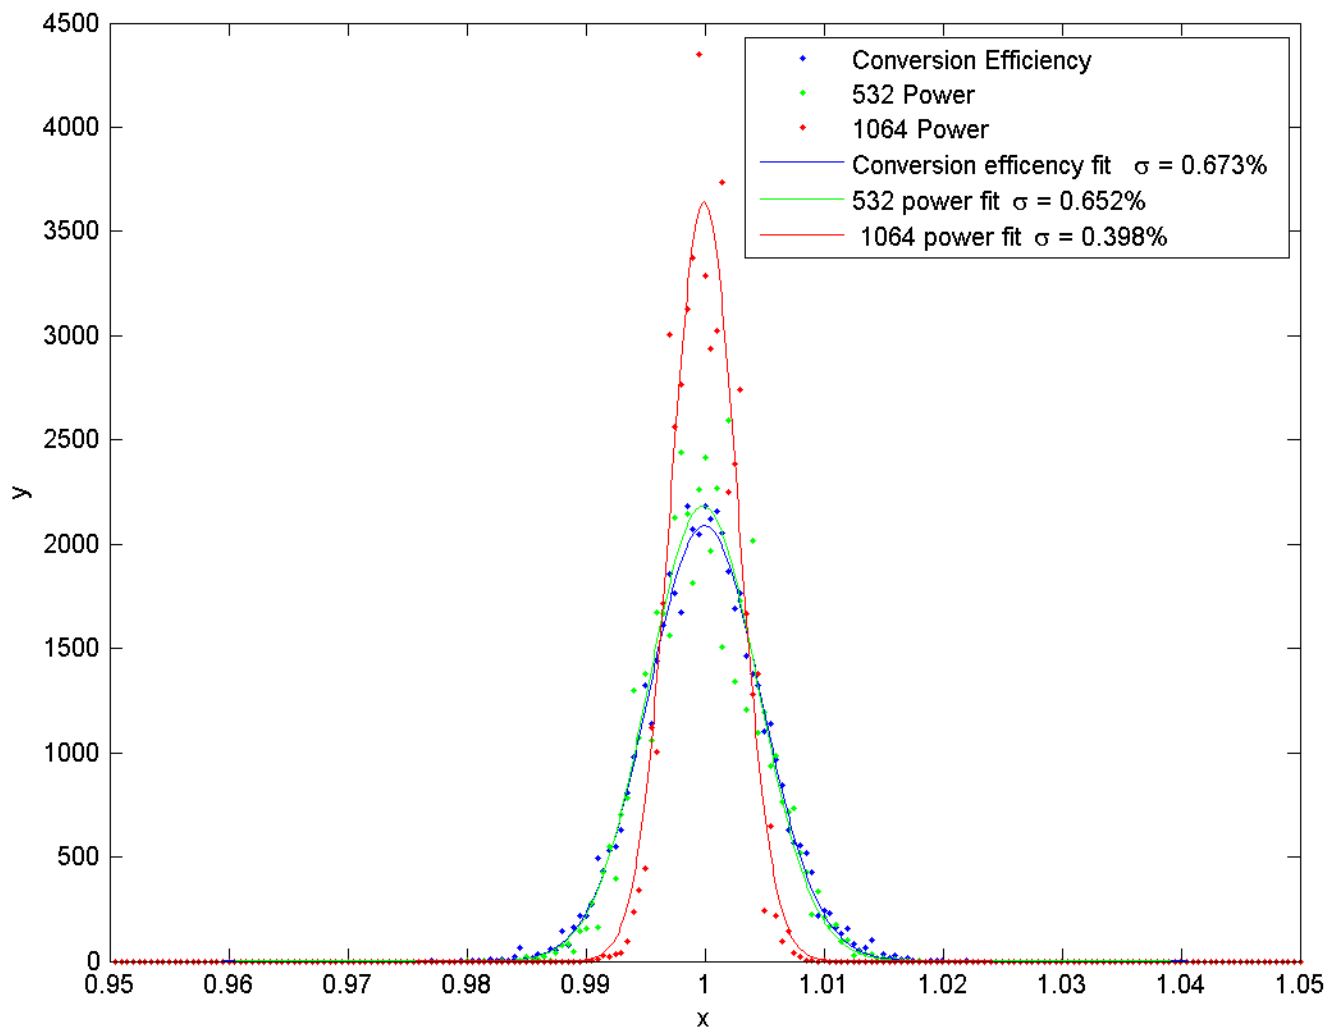 4500
4000
3500
3000
2500
2000
1500
1000
500
0
y
Conversion Efficiency
532 Power
1064 Power
Conversion efficency fit σ = 0.673%
532 power fit σ = 0.652%
1064 power fit σ = 0.398%
0.95 0.96 0.97 0.98 0.99 1 1.01 1.02 1.03 1.04 1.05
x